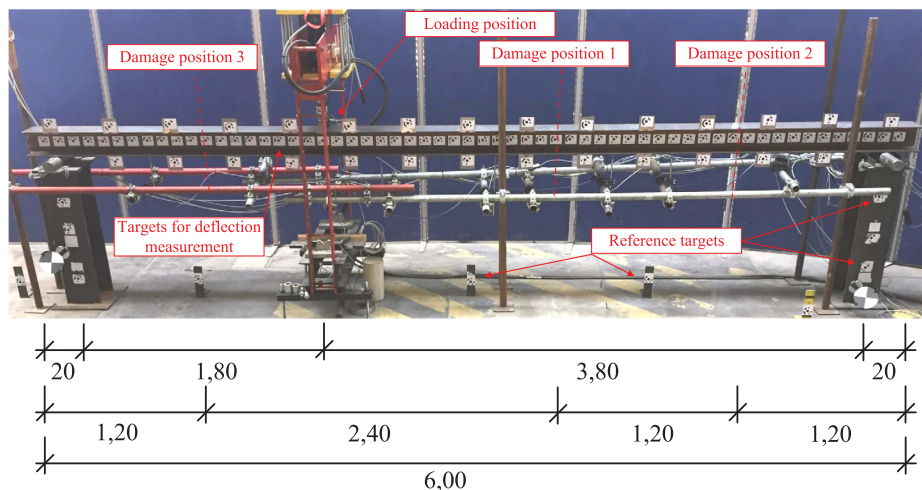 Loading position
Damage position 3
Damage position 1
Damage position 2
Targets for deflection
measurement
Reference targets
20
1,80
3,80
20
1,20
2,40
1,20
1,20
6,00